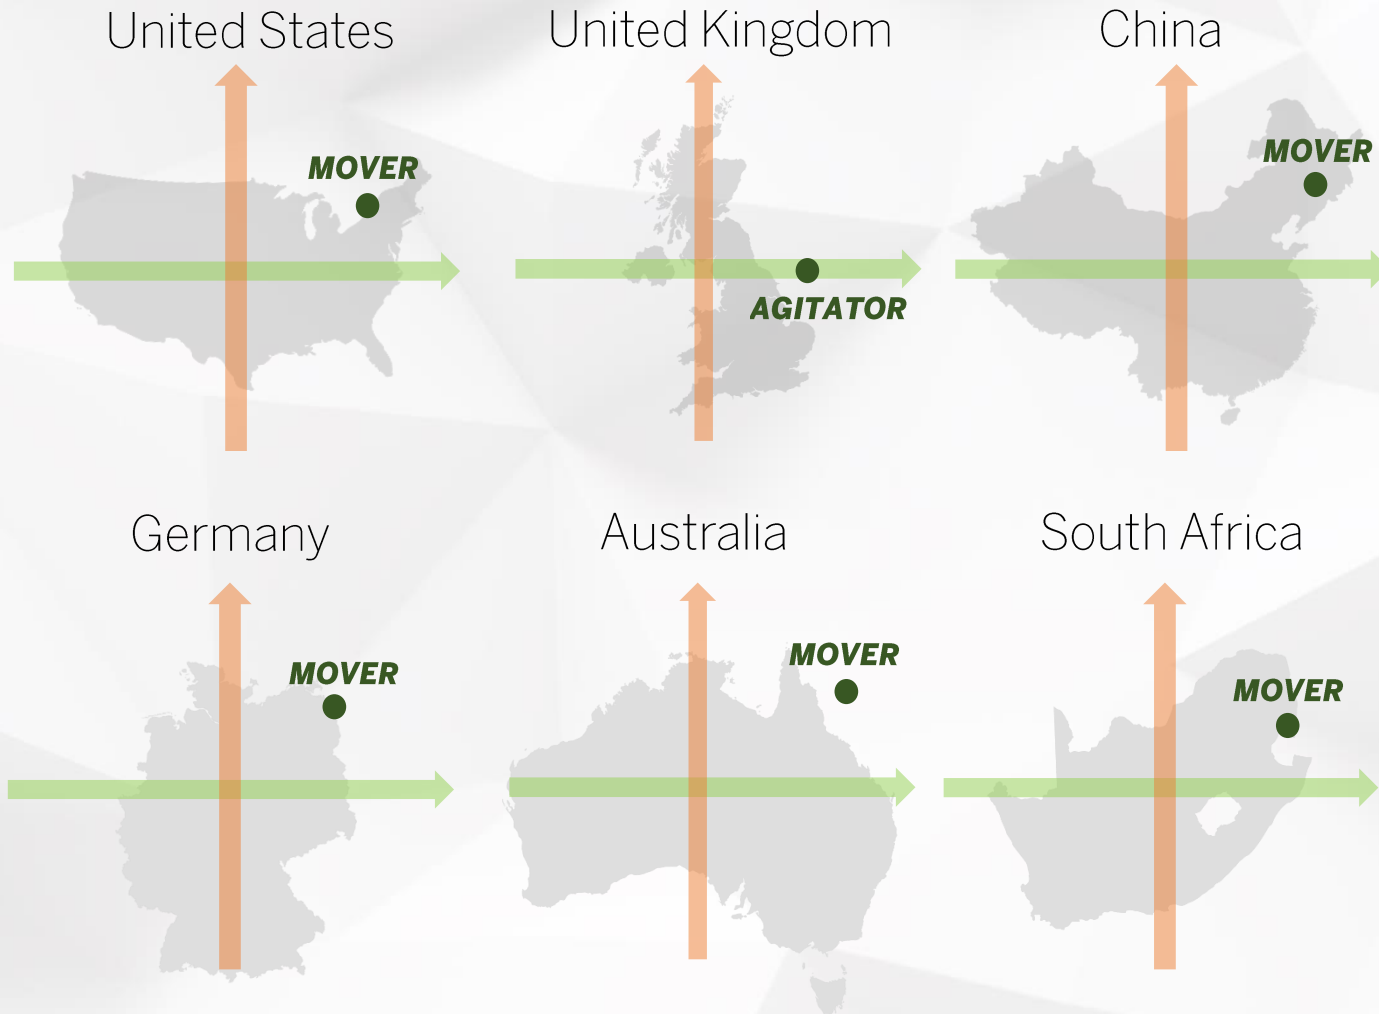 United States
United Kingdom
China
MOVER
MOVER
AGITATOR
Germany
Australia
South Africa
MOVER
MOVER
MOVER